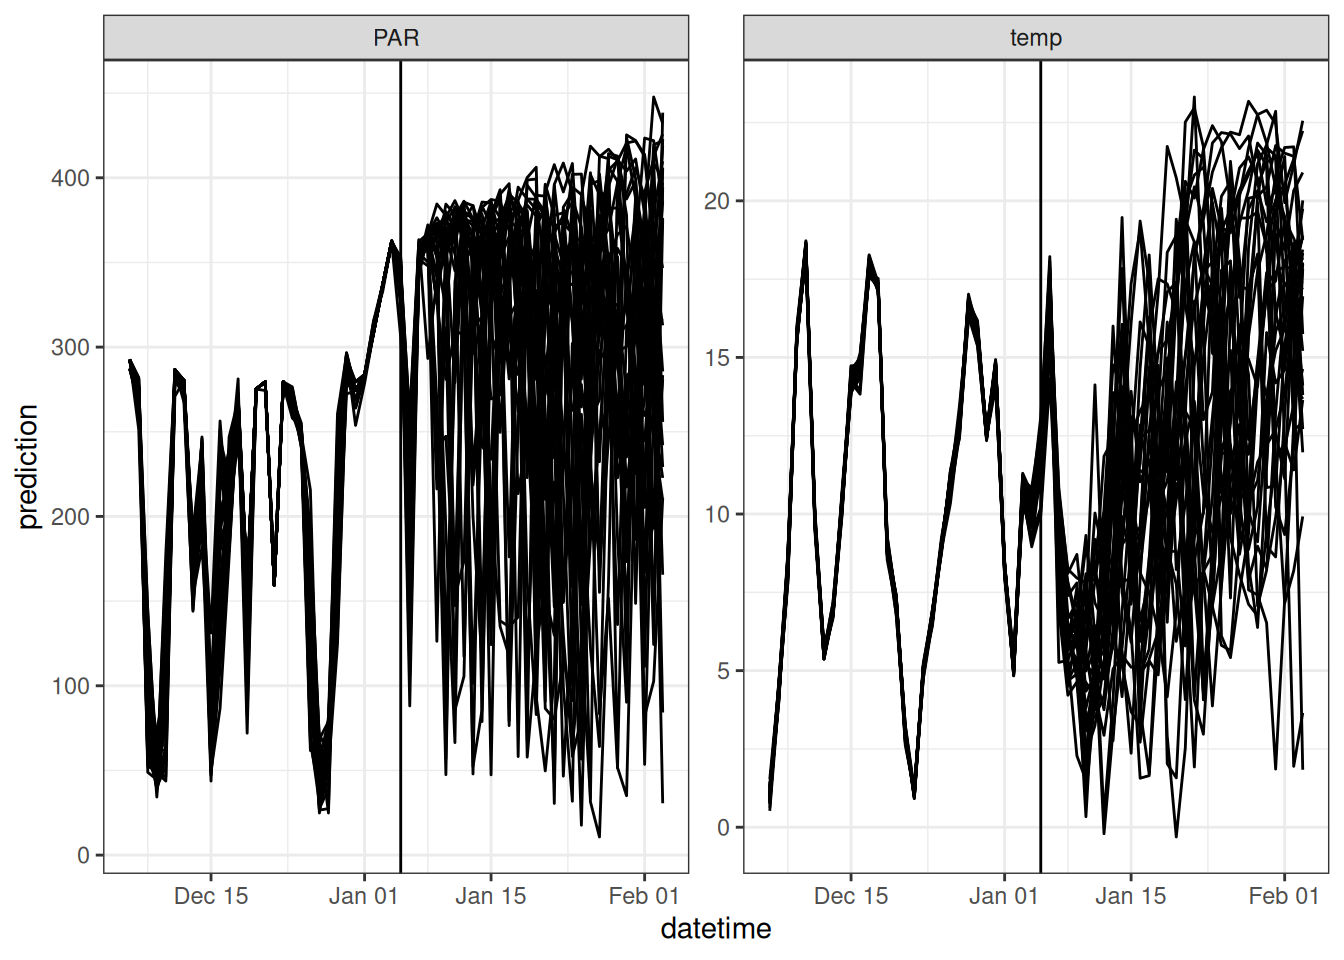 PAR
temp
prediction
400
300
200
100
0
20
15
10
5
0
Dec 15
Jan 01
Jan 15
Feb 01
Dec 15
Jan 01
Jan 15
Feb 01
datetime